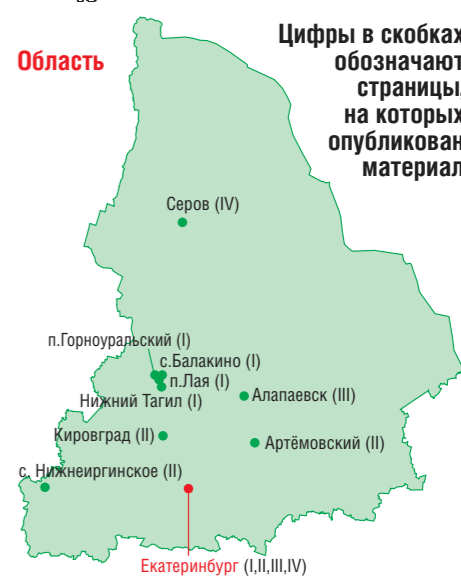 Область
Цифры в скобках
обозначают
страницы,
на которых
опубликован
материал
Серов (IV)
п.Горноуральский (I)
с.Балакино (I)
п.Лая (I)
Нижний Тагил (I)
Алапаевск (III)
Кировград (II)
Артёмовский (II)
с. Нижнеиргинское (II)
Екатеринбург (I,II,III,IV)